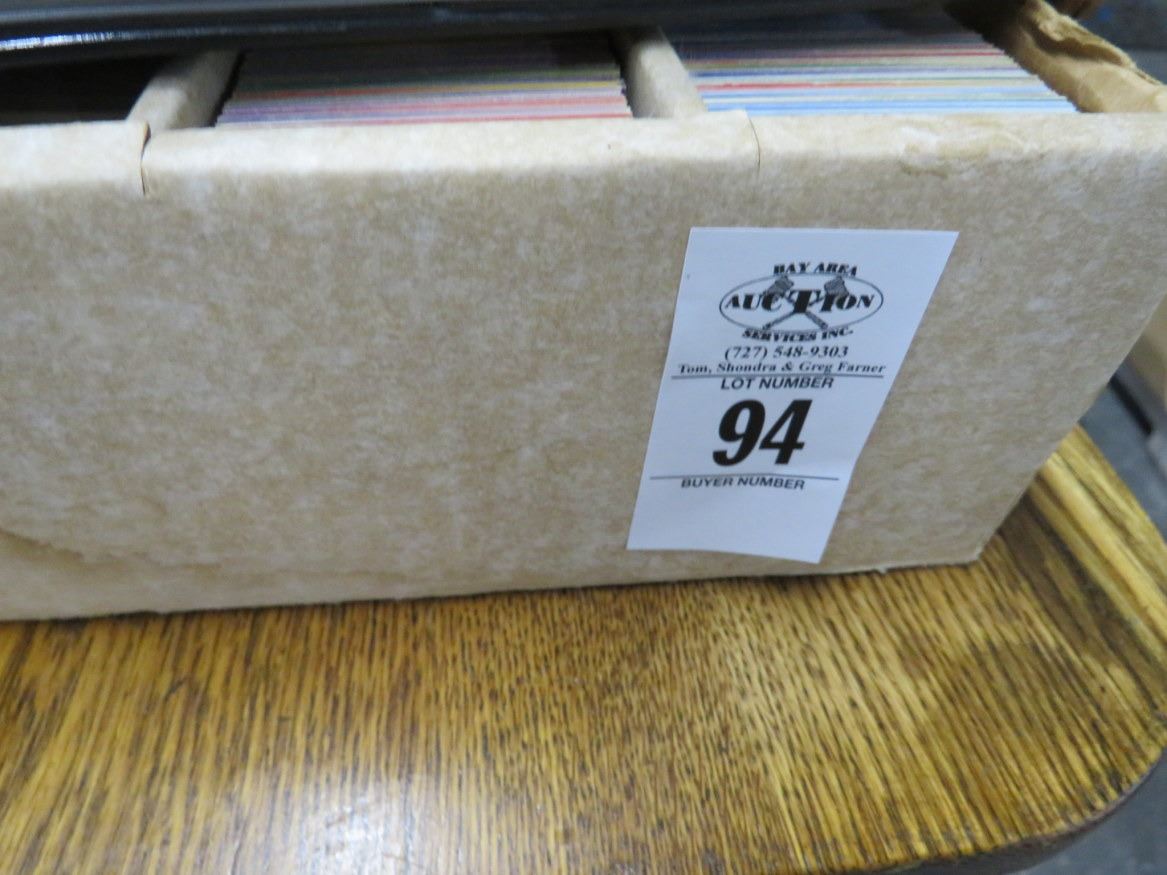 BAY AREA
AUCTION
SERVICES INC.
(727) 548-9303
Tom, Shondra & Greg Farner
LOT NUMBER
94
BUYER NUMBER